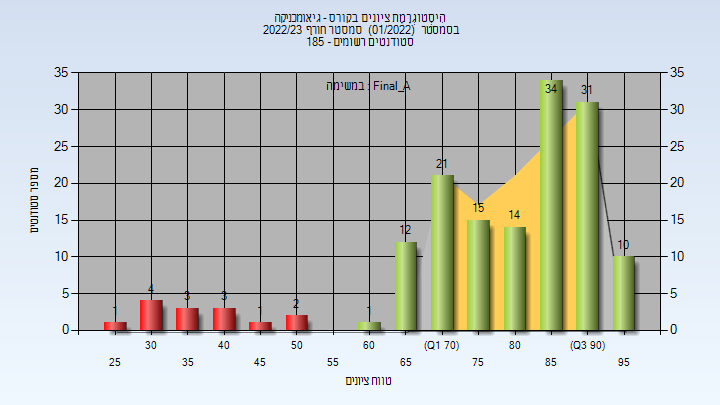 היסטוגרמת ציונים בקורס - גיאומכניקה
בסמסטר (01/2022) סמסטר חורף 2022/23
סטודנטים רשומים - 185
במשימה : Final_A
מספר סטודנטים
35 30 25 20 15 10 5 0
35 30 25 20 15 10 5 0
1 4 3 3 1 2 1 12 21 15 14 34 31 10
30 40 50 60 (Q1 70) 80 (Q3 90)
25 35 45 55 65 75 85 95
טווח ציונים